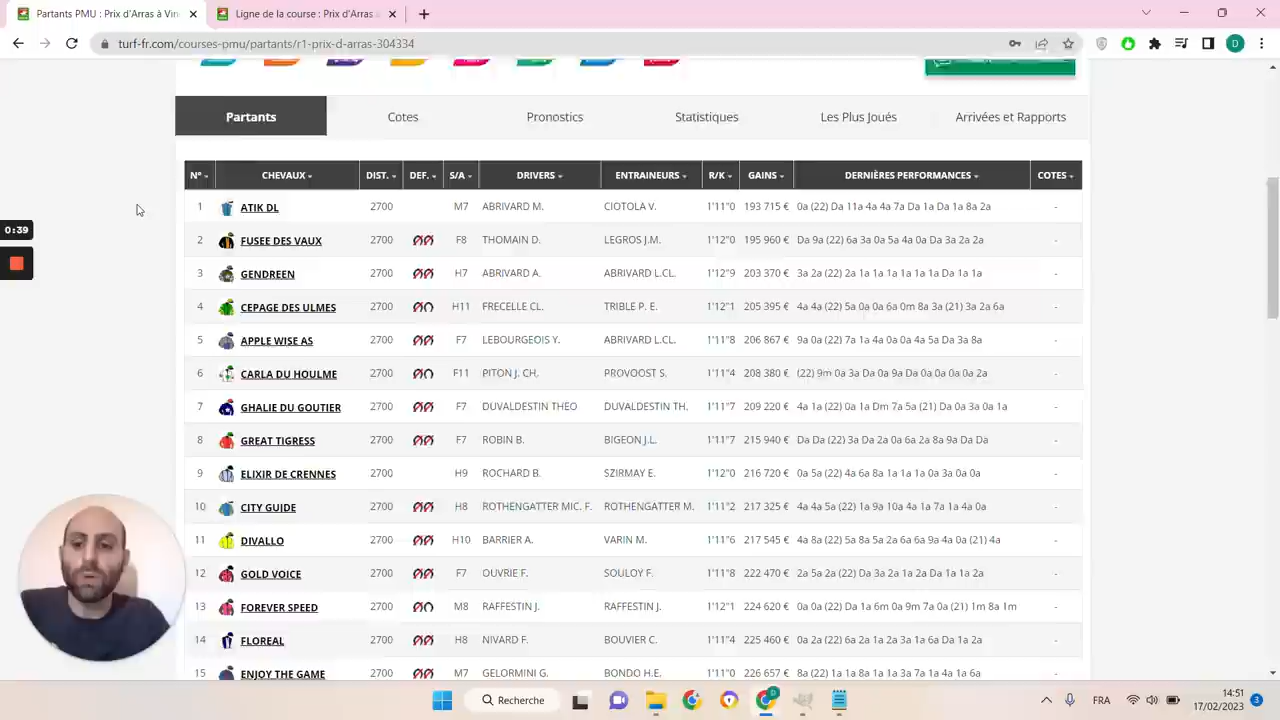 Partants PMU : Prix d'Arras à Vin
La course PMU : Prix d'Arras
turf-fr.com/courses-pmu/partants/r1-prix-d-arras-304334
D
Partants Cotes Pronostics Statistiques Les Plus Joués Arrivées et Rapports
N° CHEVAUX DIST. DEF. S/A DRIVERS ENTRAINEURS R/K GAINS DERNIÈRES PERFORMANCES COTES
1 ATIK DL 2700 M7 ABRIVARD M. CIOTOLA V. 1'11"0 193 715 € 0a (22) Da 11a 4a 4a 7a Da 1a Da 1a 8a 2a -
0:39
2 FUSEE DES VAUX 2700 F8 THOMAIN D. LEGROS J.M. 1'12"0 195 960 € Da 9a (22) 6a 3a 0a 5a 4a 0a Da 3a 2a 2a -
3 GENDREEN 2700 H7 ABRIVARD A. ABRIVARD L.CL. 1'12"9 203 370 € 3a 2a (22) 2a 1a 1a 1a 1a 1a 8a Da 1a 1a -
4 CEPAGE DES ULMES 2700 H11 FRECELLE CL. TRIBLE P. E. 1'12"1 205 395 € 4a 4a (22) 5a 0a 0a 6a 0m 8a 3a (21) 3a 2a 6a -
5 APPLE WISE AS 2700 F7 LEBOURGEOIS Y. ABRIVARD L.CL. 1'11"8 206 867 € 9a 0a (22) 7a 1a 4a 0a 0a 4a 5a Da 3a 8a -
6 CARLA DU HOULME 2700 F11 PITON J. CH. PROVOOST S. 1'11"4 208 380 € (22) 9m 0a 3a Da 0a 9a Da 0a 0a 0a 0a 2a -
7 GHALIE DU GOUTIER 2700 F7 DUVALDESTIN THEO DUVALDESTIN TH. 1'11"7 209 220 € 4a 1a (22) 0a 1a Dm 7a 5a (21) Da 0a 3a 0a 1a -
8 GREAT TIGRESS 2700 F7 ROBIN B. BIGEON J.L. 1'11"7 215 940 € Da Da (22) 3a Da 2a 0a 6a 2a 8a 9a Da Da -
9 ELIXIR DE CRENNES 2700 H9 ROCHARD B. SZIRMAY E. 1'12"0 216 720 € 0a 5a (22) 4a 6a 8a 1a 1a 1a 0a 3a 0a 0a -
10 CITY GUIDE 2700 H8 ROTHENGATTER MIC. F. ROTHENGATTER M. 1'11"2 217 325 € 4a 4a 5a (22) 1a 9a 10a 4a 1a 7a 1a 4a 0a -
11 DIVALLO 2700 H10 BARRIER A. VARIN M. 1'11"6 217 545 € 4a 8a (22) 5a 8a 5a 2a 6a 6a 9a 4a 0a (21) 4a -
12 GOLD VOICE 2700 F7 OUVRIE F. SOULOY F. 1'11"8 222 470 € 2a 5a 2a (22) Da 3a 2a 1a 2a Da 1a 1a 2a -
13 FOREVER SPEED 2700 M8 RAFFESTIN J. RAFFESTIN J. 1'12"1 224 620 € 0a 0a (22) Da 1a 6m 0a 9m 7a 0a (21) 1m 8a 1m -
14 FLOREAL 2700 H8 NIVARD F. BOUVIER C. 1'11"4 225 460 € 0a 2a (22) 6a 2a 1a 2a 3a 1a 6a Da 1a 2a -
15 ENJOY THE GAME 2700 M7 GELORMINI G. BONDO H.E. 1'11"0 226 657 € 8a (22) 1a 1a 8a 1a 1a 3a 7a 1a 4a 1a 6a -
Recherche
FRA
14:51
17/02/2023
3